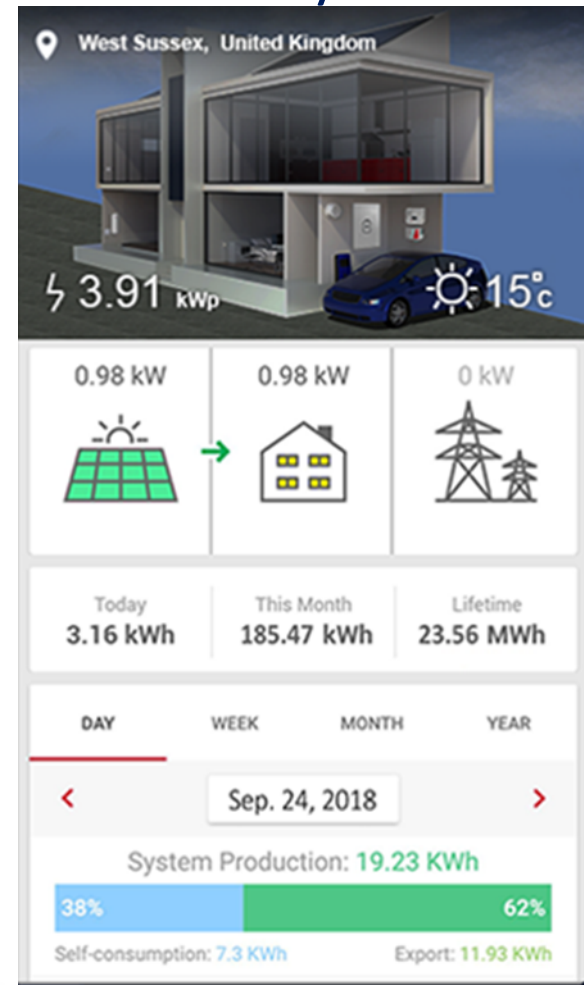 West Sussex, United Kingdom
3.91 kWp
15°c
0.98 kW
0.98 kW
0 kW
Today
This Month
Lifetime
3.16 kWh
185.47 kWh
23.56 MWh
DAY
WEEK
MONTH
YEAR
Sep. 24, 2018
System Production: 19.23 KWh
38%
62%
Self-consumption: 7.3 KWh
Export: 11.93 KWh